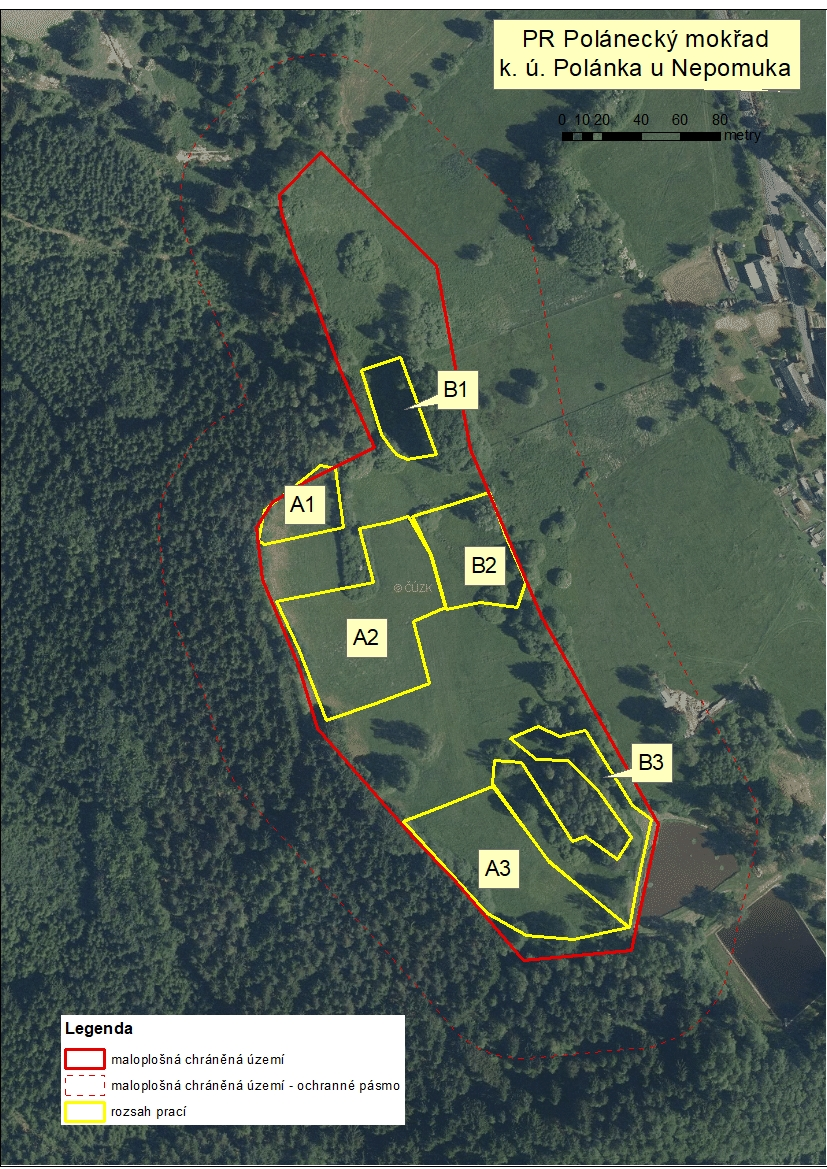 PR Polánecký mokřad
k. ú. Polánka u Nepomuka
0 10 20 40 60 80
metry
B1
A1
B2
© ČÚZK
A2
B3
A3
Legenda
maloplošná chráněná území
maloplošná chráněná území - ochranné pásmo
rozsah prací